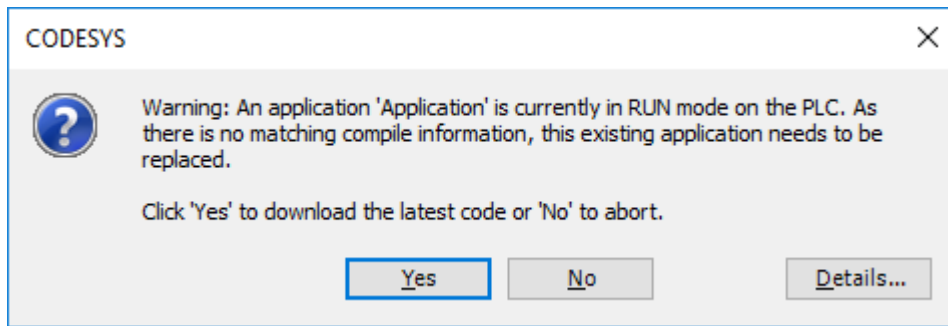 CODESYS
Warning: An application 'Application' is currently in RUN mode on the PLC. As
there is no matching compile information, this existing application needs to be
replaced.
Click 'Yes' to download the latest code or 'No' to abort.
Yes No Details...